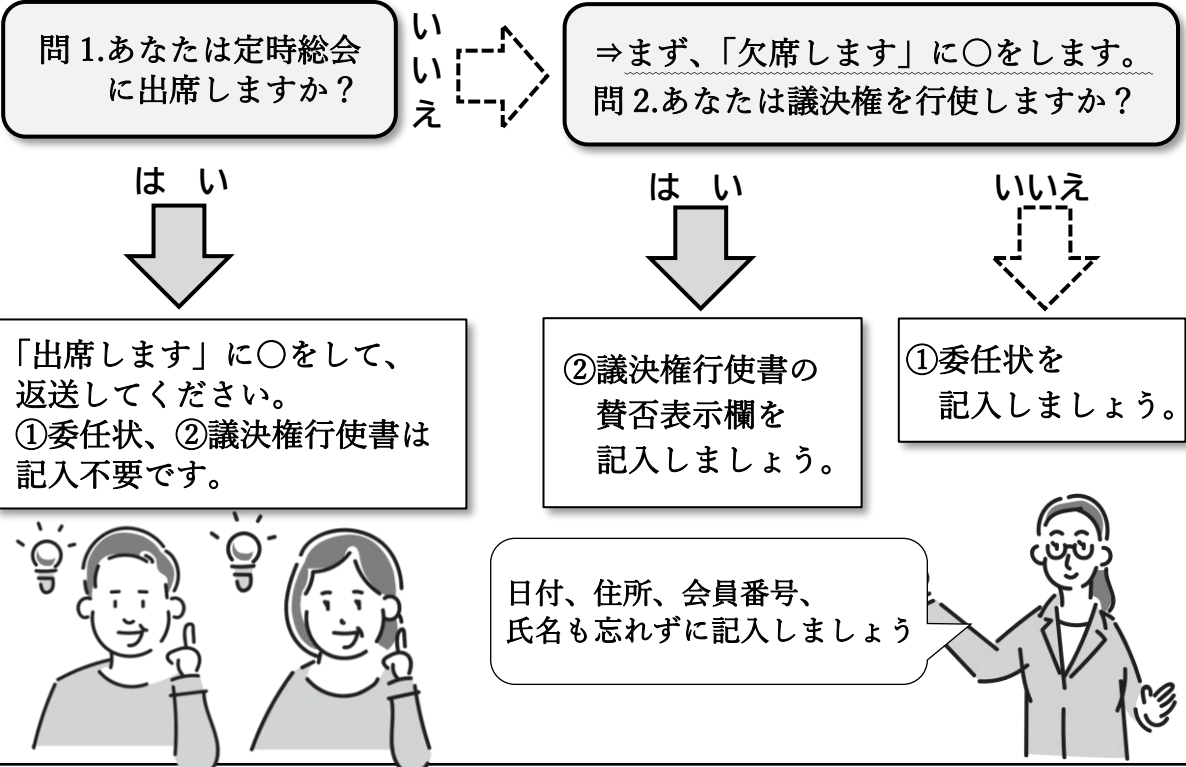 問1.あなたは定時総会
に出席しますか？
いいえ
⇒まず、「欠席します」に○をします。
問2.あなたは議決権を行使しますか？
は い
は い
いいえ
「出席します」に○をして、
返送してください。
①委任状、②議決権行使書は
記入不要です。
②議決権行使書の
賛否表示欄を
記入しましょう。
①委任状を
記入しましょう。
日付、住所、会員番号、
氏名も忘れずに記入しましょう